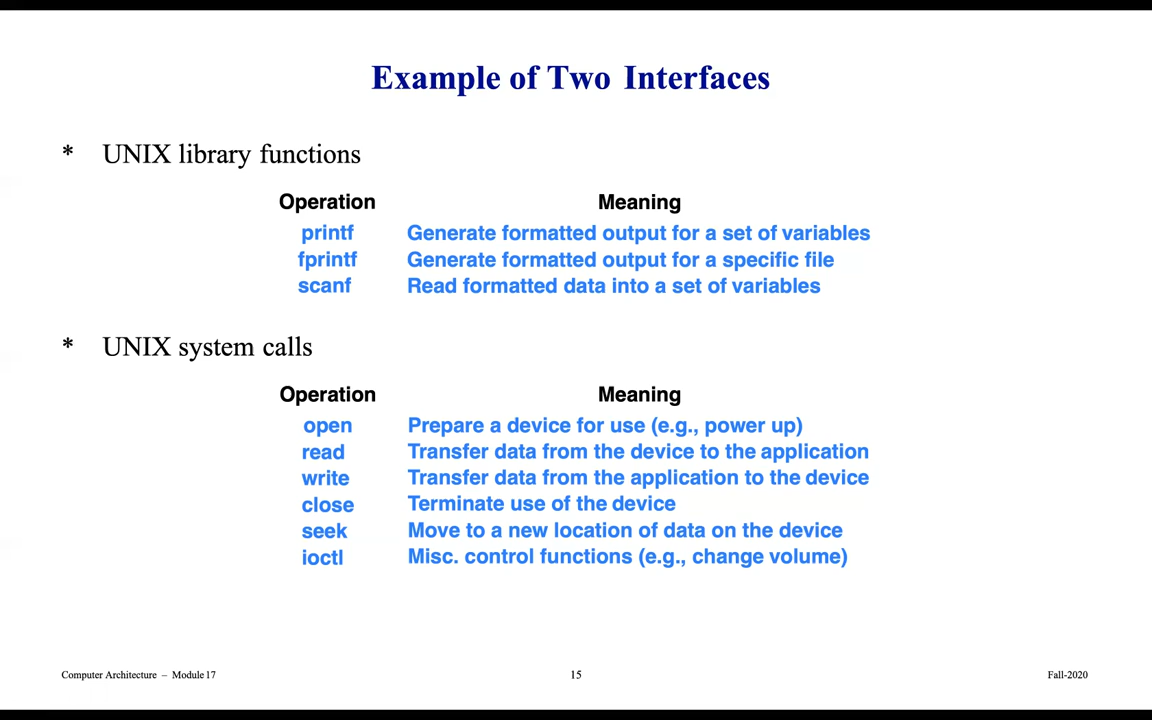 Example of Two Interfaces
* UNIX library functions
Operation Meaning
printf Generate formatted output for a set of variables
fprintf Generate formatted output for a specific file
scanf Read formatted data into a set of variables
* UNIX system calls
Operation Meaning
open Prepare a device for use (e.g., power up)
read Transfer data from the device to the application
write Transfer data from the application to the device
close Terminate use of the device
seek Move to a new location of data on the device
ioctl Misc. control functions (e.g., change volume)
Computer Architecture – Module 17 15 Fall-2020